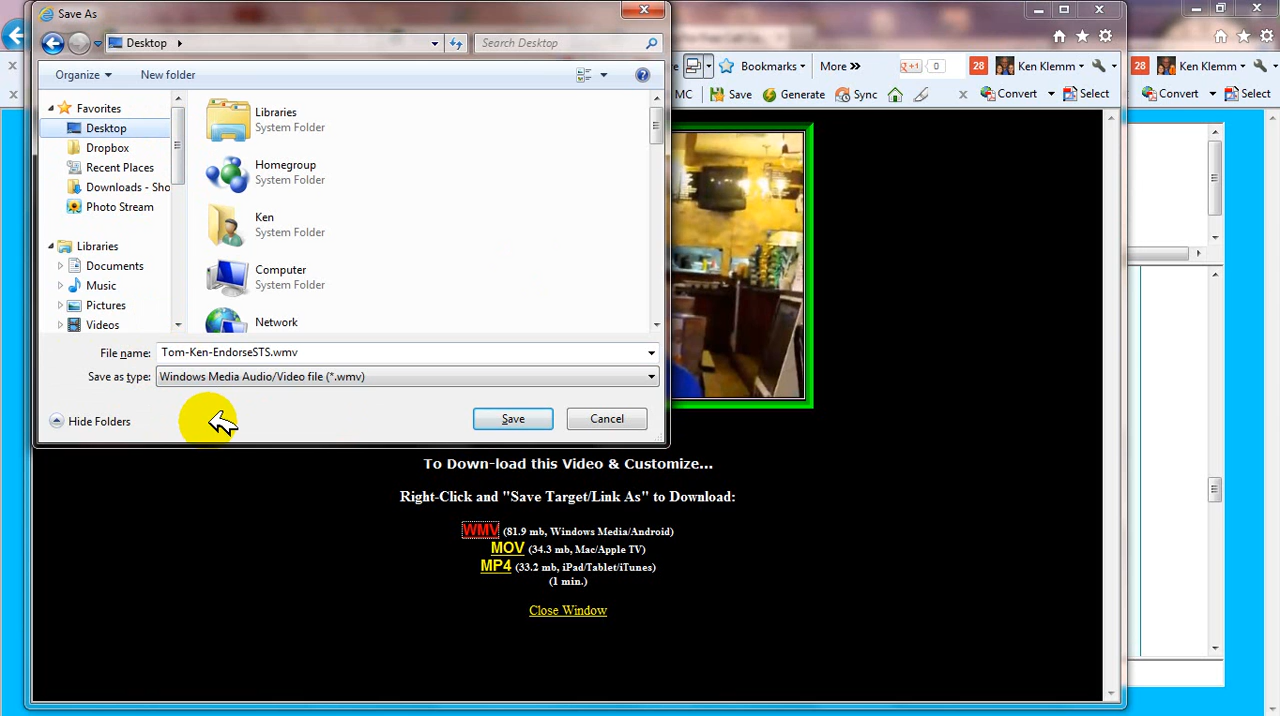 Save As
Desktop
Search Desktop
Organize
New folder
Favorites
Desktop
Dropbox
Recent Places
Downloads - Sho
Photo Stream
Libraries
Documents
Music
Pictures
Videos
Libraries
System Folder
Homegroup
System Folder
Ken
System Folder
Computer
System Folder
Network
File name: Tom-Ken-EndorseSTS.wmv
Save as type: Windows Media Audio/Video file (*.wmv)
Hide Folders
Save
Cancel
Bookmarks
More »
+1 0
28
Ken Klemm
28
Ken Klemm
MC
Save
Generate
Sync
Convert
Select
Convert
Select
To Down-load this Video & Customize...
Right-Click and "Save Target/Link As" to Download:
WMV (81.9 mb, Windows Media/Android)
MOV (34.3 mb, Mac/Apple TV)
MP4 (33.2 mb, iPad/Tablet/iTunes)
(1 min.)
Close Window